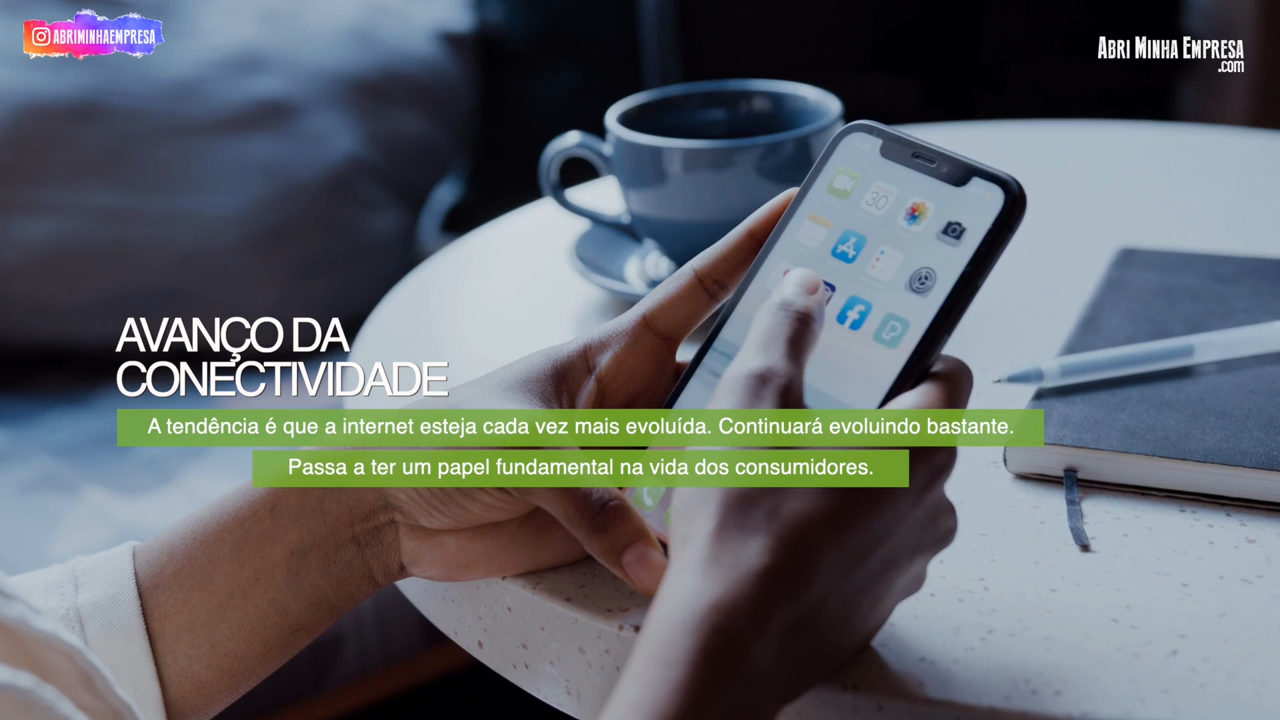 ABRIMINHAEMPRESA
ABRI MINHA EMPRESA
.COM
30
AVANÇO DA
CONECTIVIDADE
A tendência é que a internet esteja cada vez mais evoluída. Continuará evoluindo bastante.
Passa a ter um papel fundamental na vida dos consumidores.